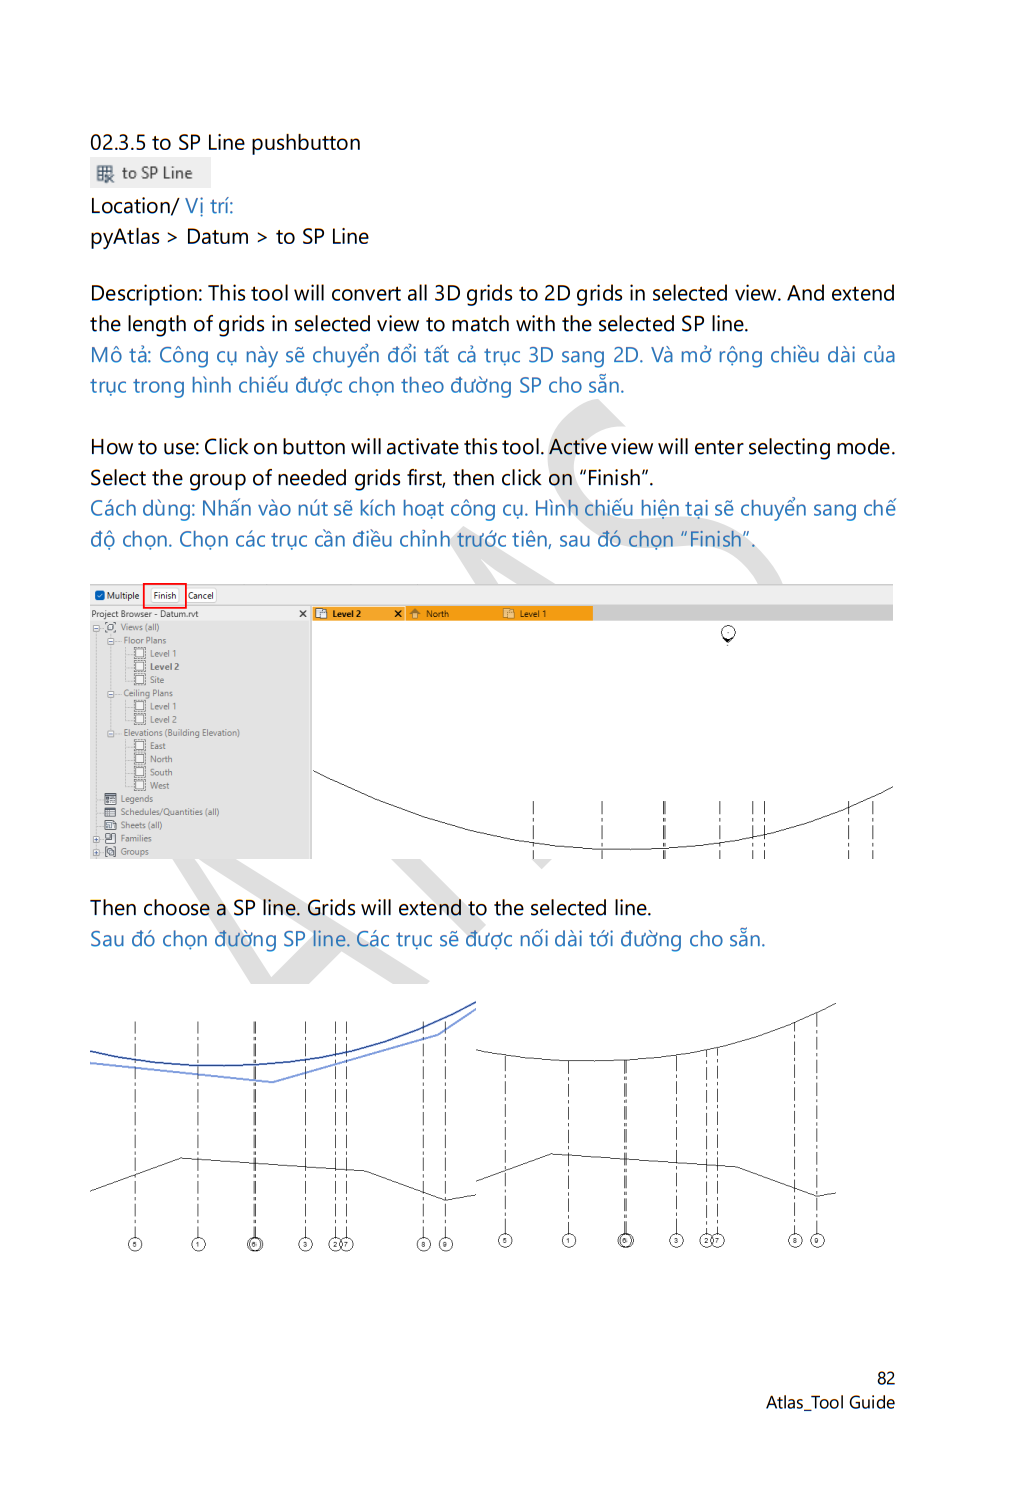 02.3.5 to SP Line pushbutton
to SP Line
Location/ Vị trí:
pyAtlas > Datum > to SP Line
Description: This tool will convert all 3D grids to 2D grids in selected view. And extend
the length of grids in selected view to match with the selected SP line.
Mô tả: Công cụ này sẽ chuyển đổi tất cả trục 3D sang 2D. Và mở rộng chiều dài của
trục trong hình chiếu được chọn theo đường SP cho sẵn.
How to use: Click on button will activate this tool. Active view will enter selecting mode.
Select the group of needed grids first, then click on “Finish”.
Cách dùng: Nhấn vào nút sẽ kích hoạt công cụ. Hình chiếu hiện tại sẽ chuyển sang chế
độ chọn. Chọn các trục cần điều chỉnh trước tiên, sau đó chọn “Finish”.
Multiple Finish Cancel
Project Browser - Datum.rvt Level 2 North Level 1
Views (all)
Floor Plans
Level 1
Level 2
Site
Ceiling Plans
Level 1
Level 2
Elevations (Building Elevation)
East
North
South
West
Legends
Schedules/Quantities (all)
Sheets (all)
Families
Groups
Then choose a SP line. Grids will extend to the selected line.
Sau đó chọn đường SP line. Các trục sẽ được nối dài tới đường cho sẵn.
5 1 6 3 2 7 8 9 5 1 6 3 2 7 8 9
82
Atlas_Tool Guide